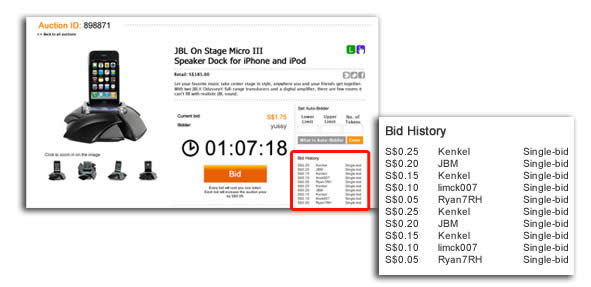 Auction ID: 898871
<< Back to all auctions
JBL On Stage Micro III
Speaker Dock for iPhone and iPod
Retail: S$185.00
Let your favorite music take center stage in style, anywhere you and your friends get together.
With two JBL® Odyssey® full-range transducers and a digital amplifier, there are few rooms it
can't fill with realistic JBL sound.
Current bid S$1.75
Bidder yussy
01:07:18
Bid
Every bid will cost you one token.
Each bid will increase the auction price
by S$0.05.
Click to zoom in on the image
Set Auto-Bidder
Lower Limit Upper Limit No. of Tokens
What is Auto-Bidder
Bid History
S$0.25 Kenkel Single-bid
S$0.20 JBM Single-bid
S$0.15 Kenkel Single-bid
S$0.10 limck007 Single-bid
S$0.05 Ryan7RH Single-bid
S$0.25 Kenkel Single-bid
S$0.20 JBM Single-bid
S$0.15 Kenkel Single-bid
S$0.10 limck007 Single-bid
S$0.05 Ryan7RH Single-bid
Bid History
S$0.25 Kenkel Single-bid
S$0.20 JBM Single-bid
S$0.15 Kenkel Single-bid
S$0.10 limck007 Single-bid
S$0.05 Ryan7RH Single-bid
S$0.25 Kenkel Single-bid
S$0.20 JBM Single-bid
S$0.15 Kenkel Single-bid
S$0.10 limck007 Single-bid
S$0.05 Ryan7RH Single-bid